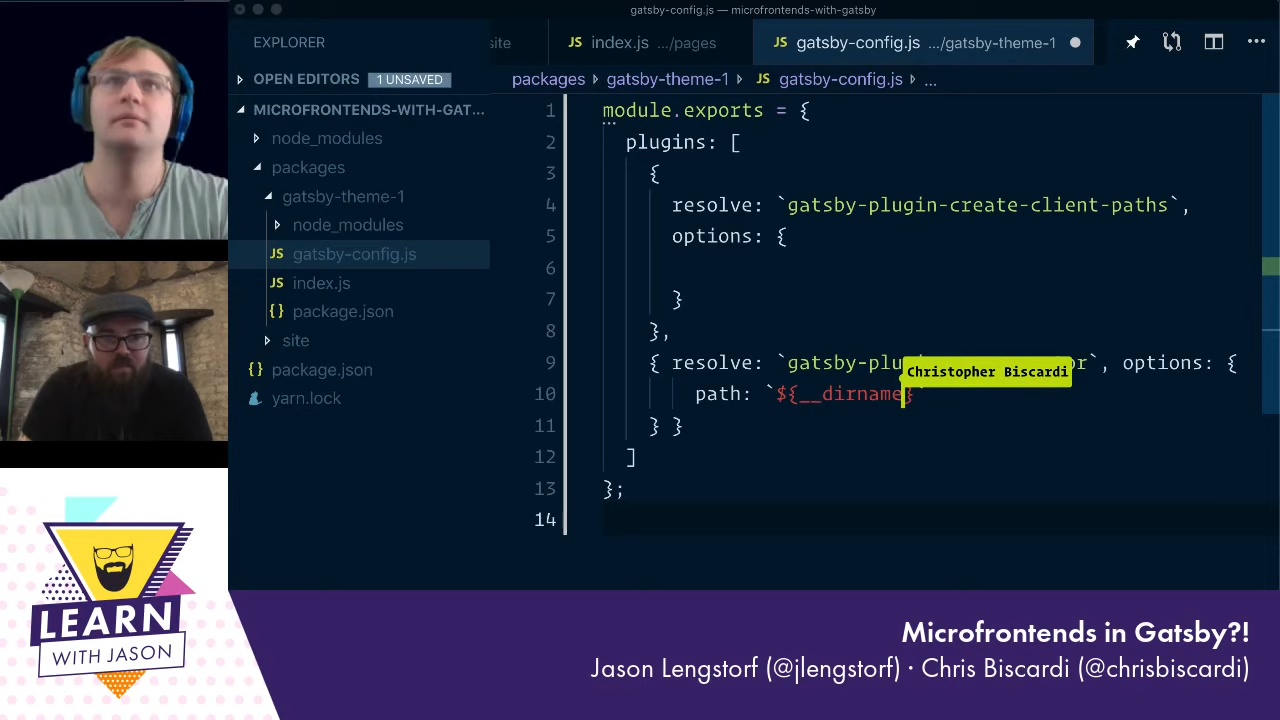 gatsby-config.js — microfrontends-with-gatsby
EXPLORER
site
JS index.js .../pages
JS gatsby-config.js .../gatsby-theme-1
OPEN EDITORS 1 UNSAVED
packages gatsby-theme-1 JS gatsby-config.js ...
MICROFRONTENDS-WITH-GAT...
node_modules
packages
gatsby-theme-1
node_modules
JS gatsby-config.js
JS index.js
{} package.json
site
{} package.json
yarn.lock
1 module.exports = {
2 plugins: [
3 {
4 resolve: `gatsby-plugin-create-client-paths`,
5 options: {
6
7 }
8 },
9 { resolve: `gatsby-plu or`, options: {
Christopher Biscardi
10 path: `${__dirname}`
11 } }
12 ]
13 };
14
LEARN
WITH JASON
Microfrontends in Gatsby?!
Jason Lengstorf (@jlengstorf) · Chris Biscardi (@chrisbiscardi)